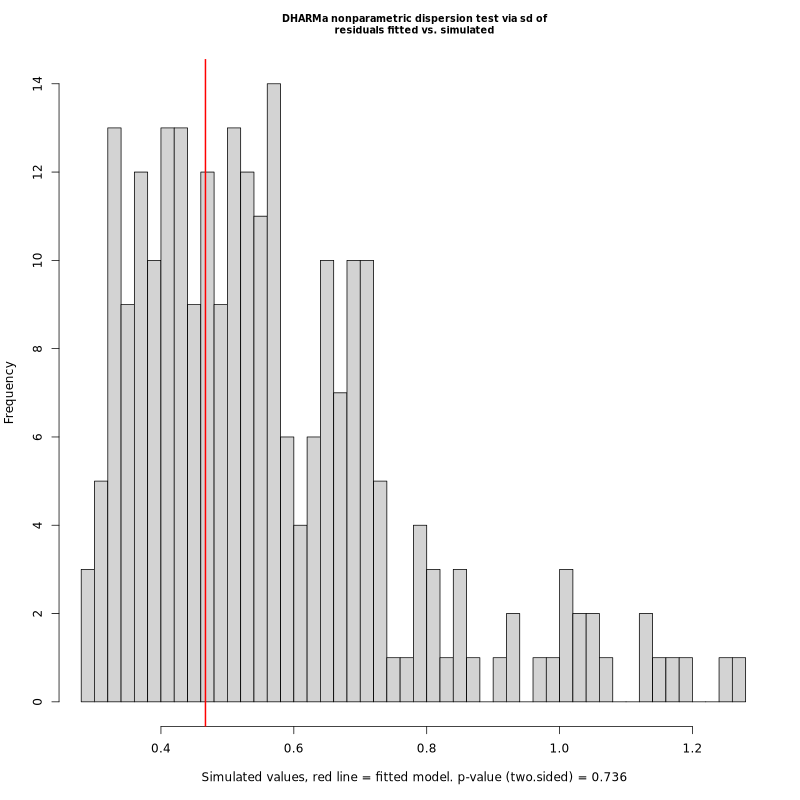 DHARMa nonparametric dispersion test via sd of
residuals fitted vs. simulated
14
12
10
8
6
4
2
0
Frequency
0.4 0.6 0.8 1.0 1.2
Simulated values, red line = fitted model. p-value (two.sided) = 0.736